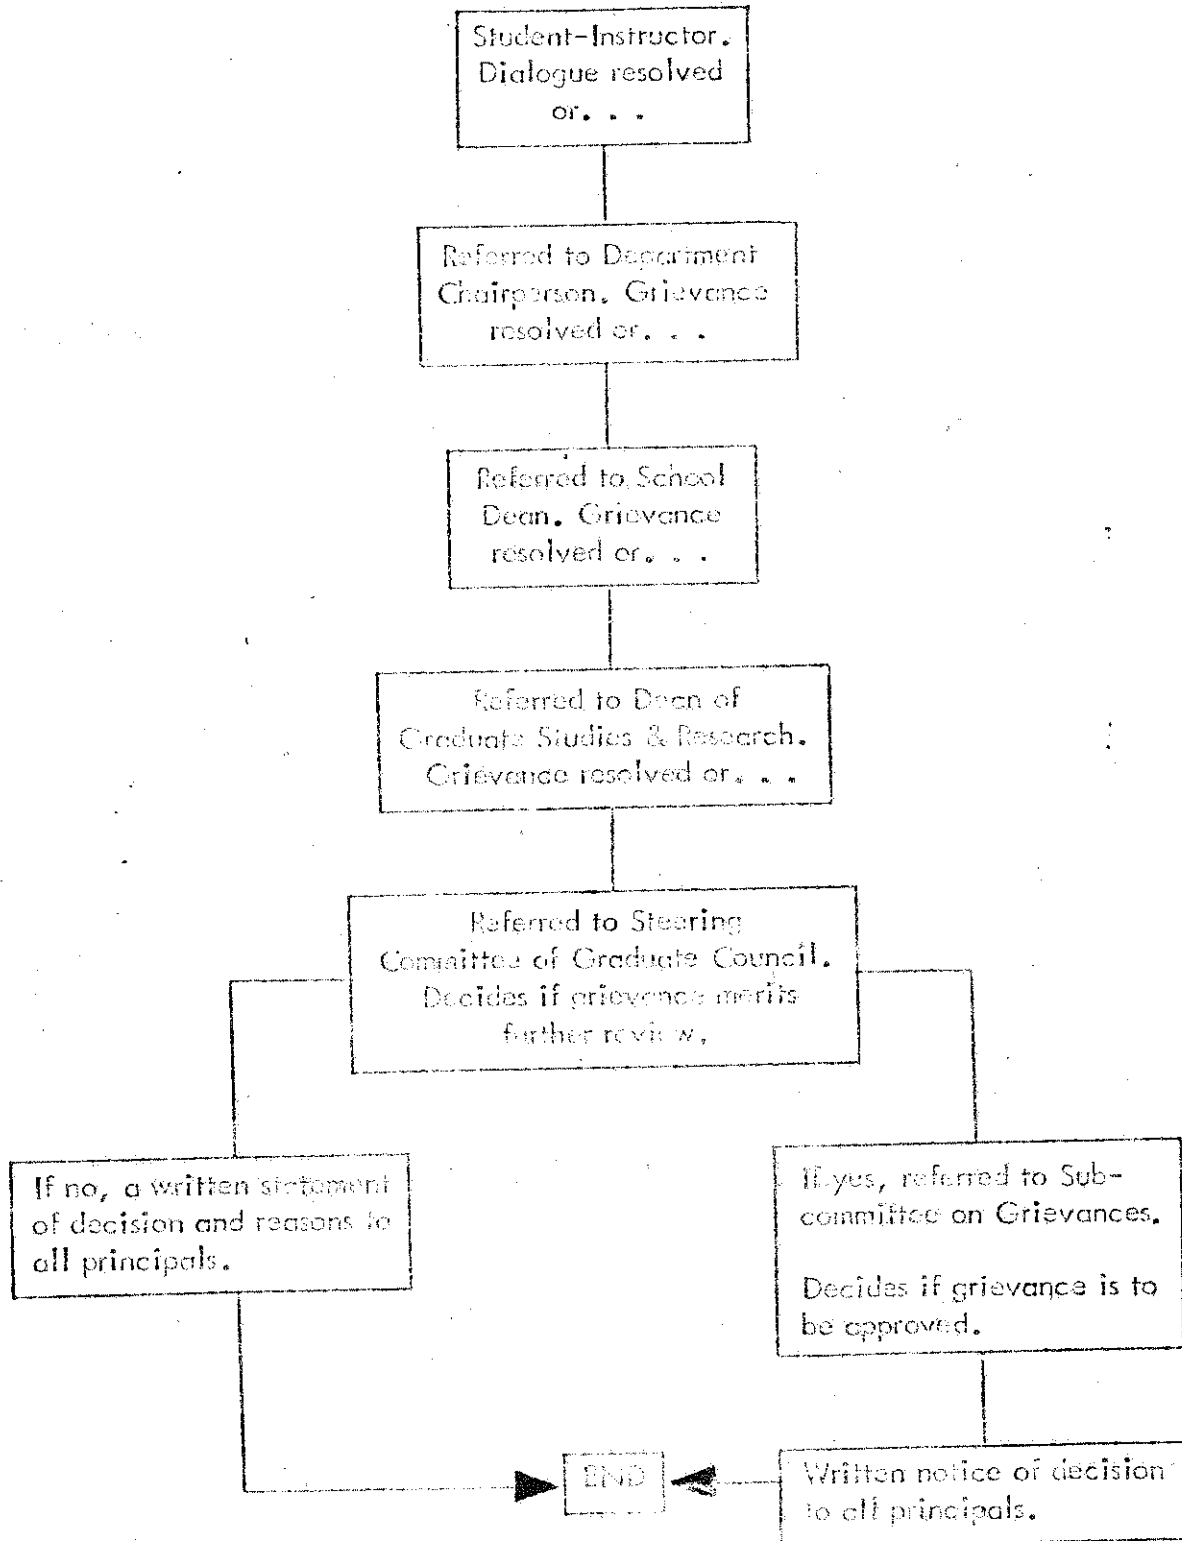 Student-Instructor.
Dialogue resolved
or. . .
Referred to Department
Chairperson. Grievance
resolved or. . .
Referred to School
Dean. Grievance
resolved or. . .
Referred to Dean of
Graduate Studies & Research.
Grievance resolved or. . .
Referred to Steering
Committee of Graduate Council.
Decides if grievance merits
further review.
If no, a written statement
of decision and reasons to
all principals.
If yes, referred to Sub-
committee on Grievances.
Decides if grievance is to
be approved.
END
Written notice of decision
to all principals.